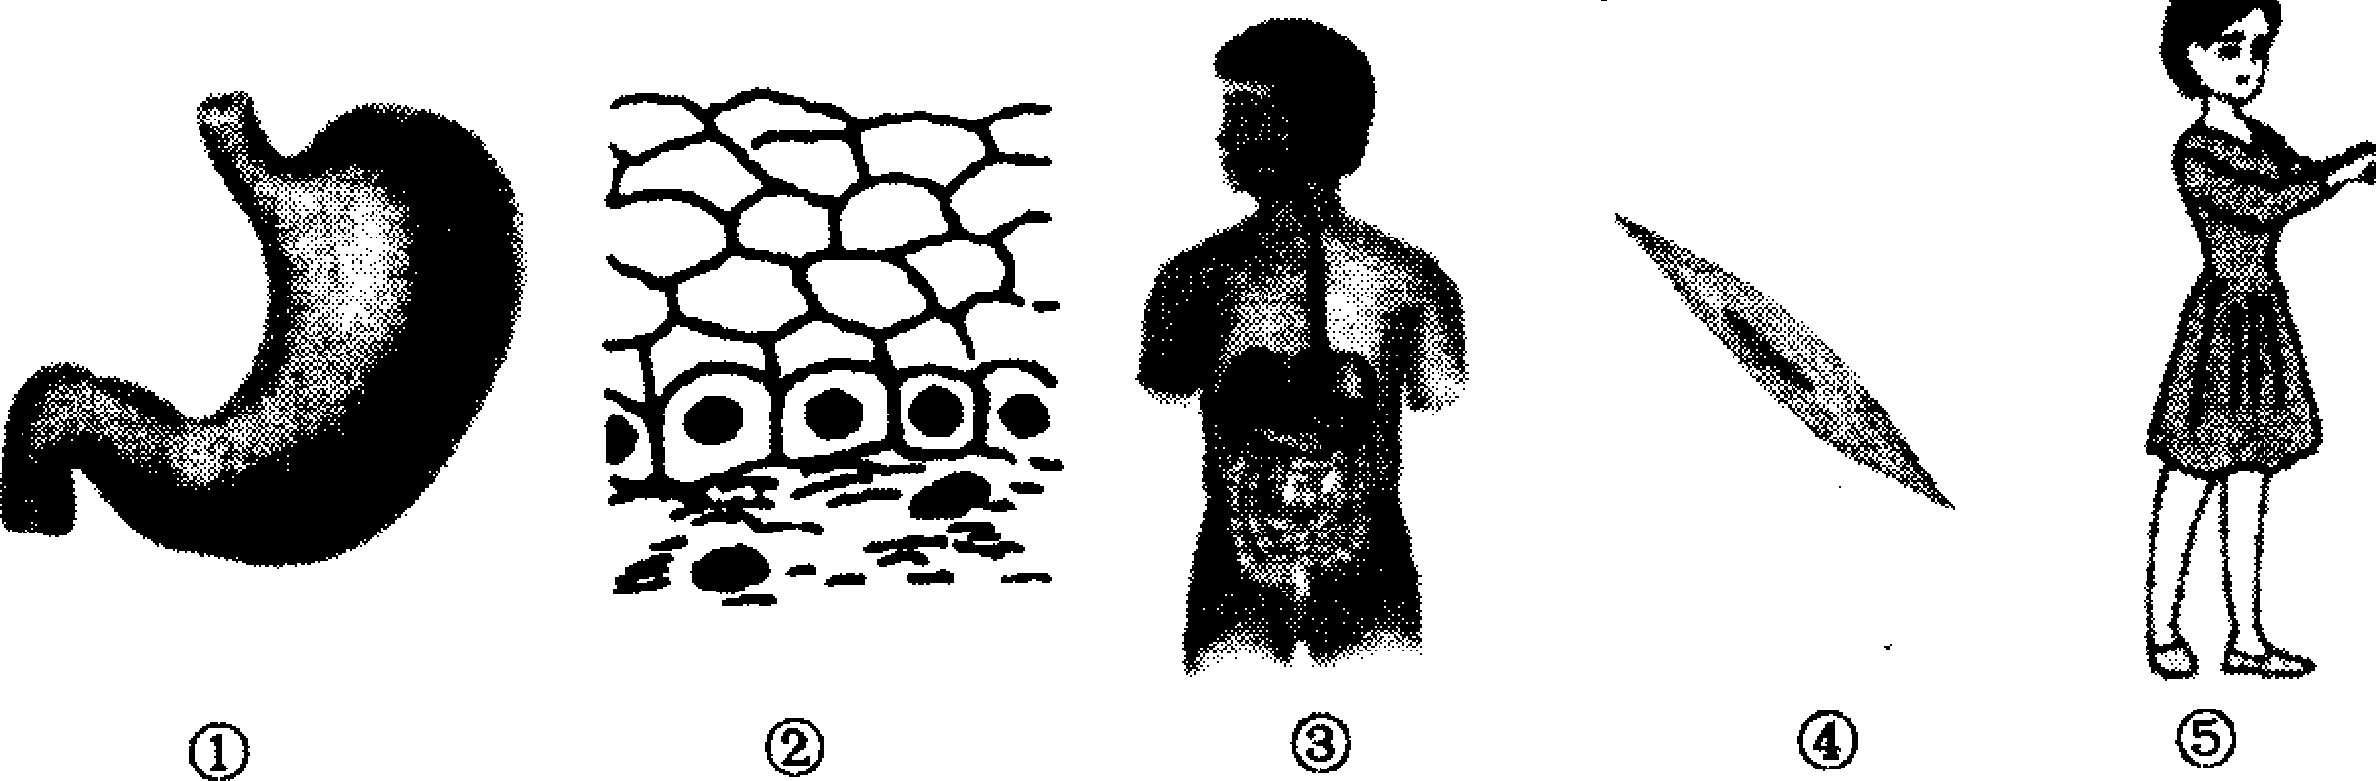 ① ② ③ ④ ⑤